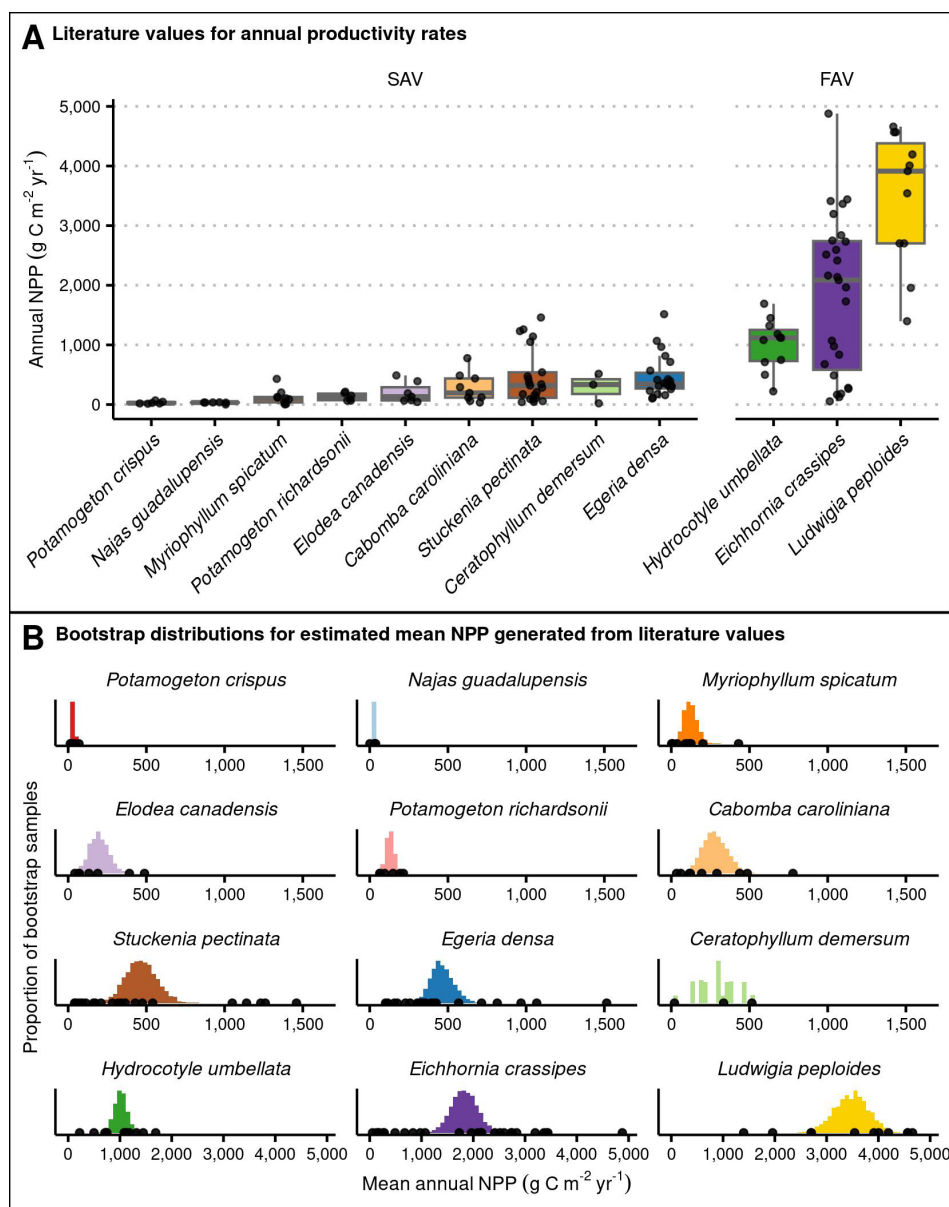 A Literature values for annual productivity rates
SAV
FAV
Annual NPP (g C m⁻² yr⁻¹)
5,000
4,000
3,000
2,000
1,000
0
Potamogeton crispus
Najas guadalupensis
Myriophyllum spicatum
Potamogeton richardsonii
Elodea canadensis
Cabomba caroliniana
Stuckenia pectinata
Ceratophyllum demersum
Egeria densa
Hydrocotyle umbellata
Eichhornia crassipes
Ludwigia peploides
B Bootstrap distributions for estimated mean NPP generated from literature values
Proportion of bootstrap samples
Potamogeton crispus
0 500 1,000 1,500
Najas guadalupensis
0 500 1,000 1,500
Myriophyllum spicatum
0 500 1,000 1,500
Elodea canadensis
0 500 1,000 1,500
Potamogeton richardsonii
0 500 1,000 1,500
Cabomba caroliniana
0 500 1,000 1,500
Stuckenia pectinata
0 500 1,000 1,500
Egeria densa
0 500 1,000 1,500
Ceratophyllum demersum
0 500 1,000 1,500
Hydrocotyle umbellata
0 1,000 2,000 3,000 4,000 5,000
Eichhornia crassipes
0 1,000 2,000 3,000 4,000 5,000
Ludwigia peploides
0 1,000 2,000 3,000 4,000 5,000
Mean annual NPP (g C m⁻² yr⁻¹)